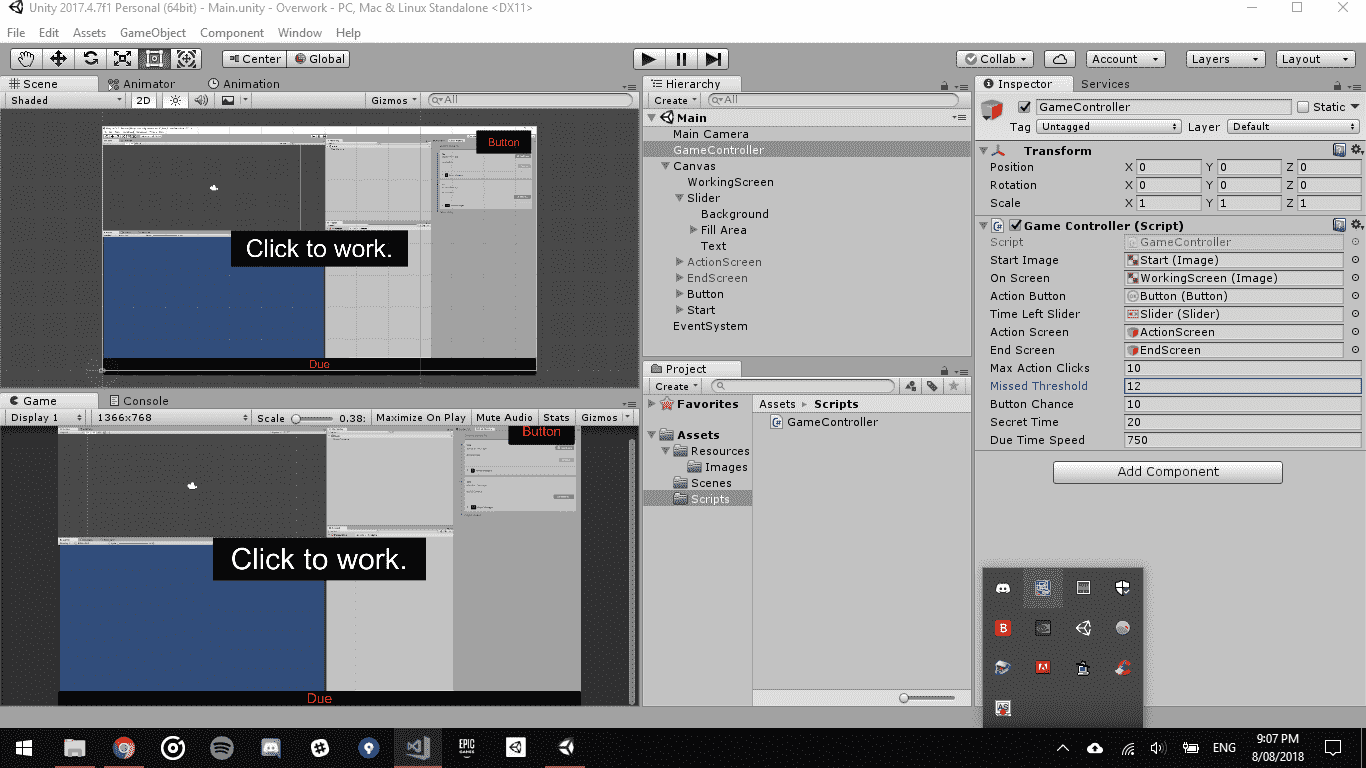 Unity 2017.4.7f1 Personal (64bit) - Main.unity - Overwork - PC, Mac & Linux Standalone <DX11>
File Edit Assets GameObject Component Window Help
Center Global Collab Account Layers Layout
Scene Animator Animation
Shaded 2D Gizmos All
Button
Click to work.
Due
Game Console
Display 1 1366x768 Scale 0.38: Maximize On Play Mute Audio Stats Gizmos
Button
Click to work.
Due
Hierarchy
Create All
Main
Main Camera
GameController
Canvas
WorkingScreen
Slider
Background
Fill Area
Text
ActionScreen
EndScreen
Button
Start
EventSystem
Project
Create
Favorites
Assets
Resources
Images
Scenes
Scripts
Assets Scripts
GameController
Inspector Services
GameController Static
Tag Untagged Layer Default
Transform
Position X 0 Y 0 Z 0
Rotation X 0 Y 0 Z 0
Scale X 1 Y 1 Z 1
Game Controller (Script)
Script GameController
Start Image Start (Image)
On Screen WorkingScreen (Image)
Action Button Button (Button)
Time Left Slider Slider (Slider)
Action Screen ActionScreen
End Screen EndScreen
Max Action Clicks 10
Missed Threshold 12
Button Chance 10
Secret Time 20
Due Time Speed 750
Add Component
EPIC GAMES
ENG
9:07 PM
8/08/2018